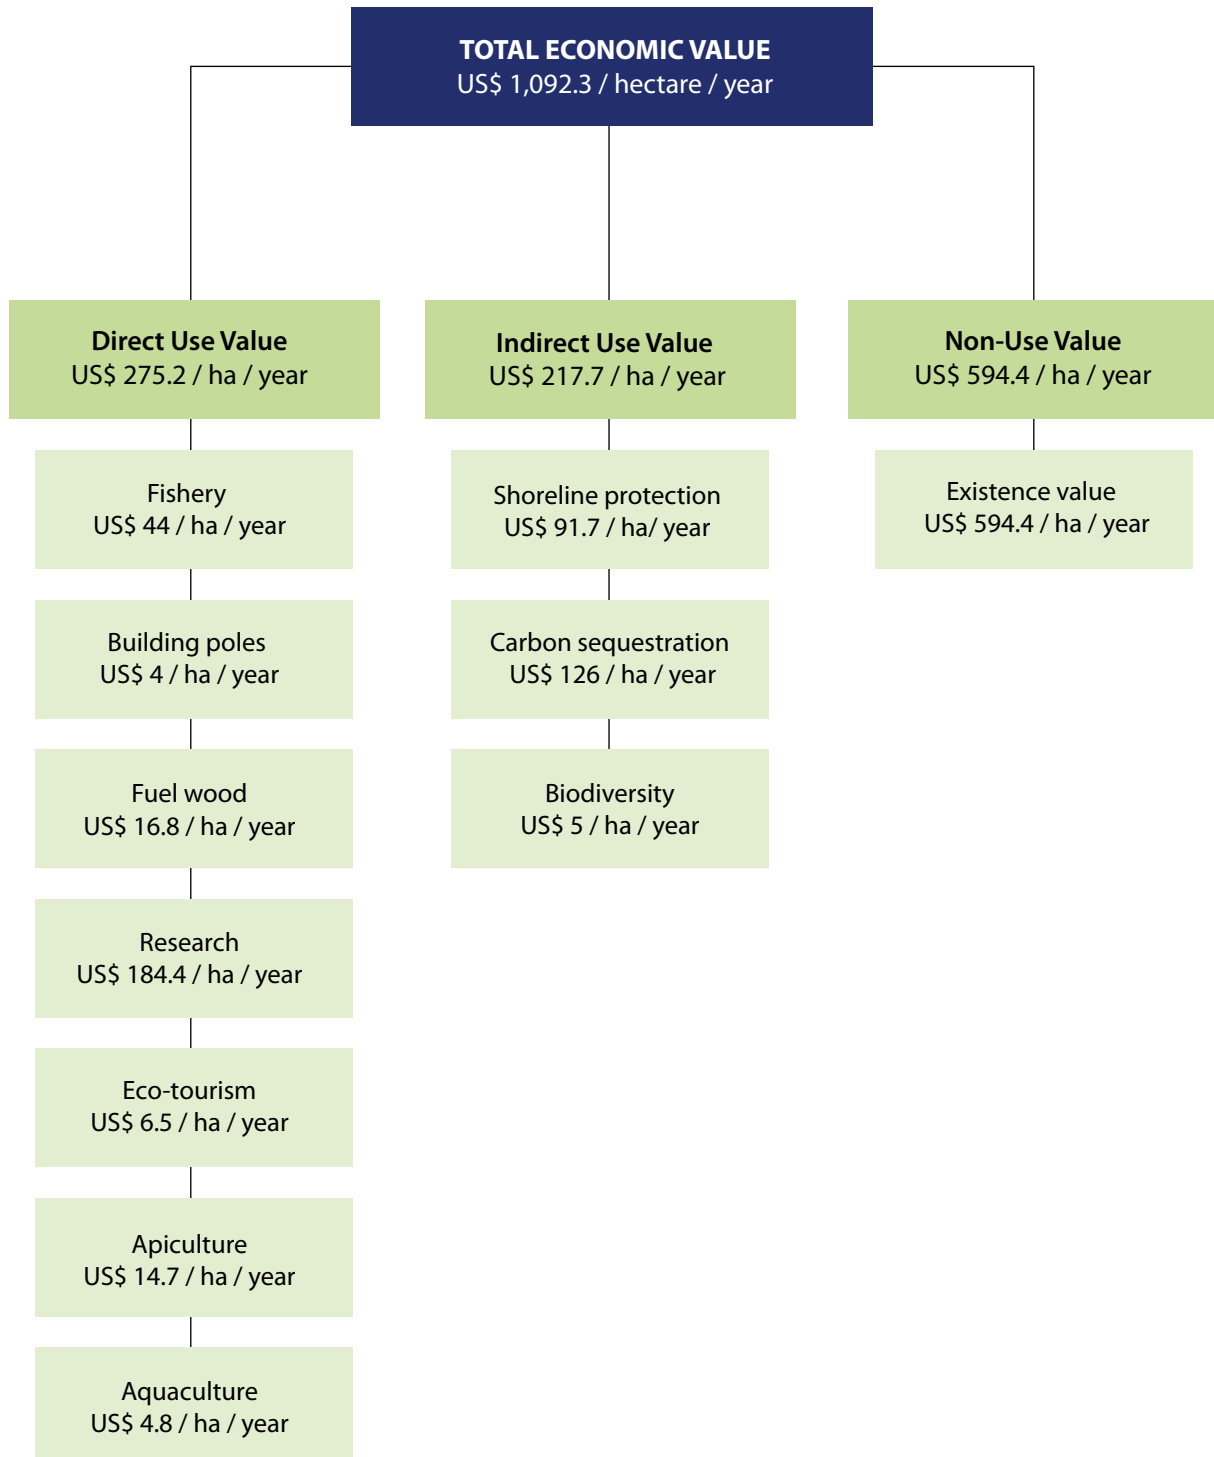 TOTAL ECONOMIC VALUE
US$ 1,092.3 / hectare / year
Direct Use Value
US$ 275.2 / ha / year
Fishery
US$ 44 / ha / year
Building poles
US$ 4 / ha / year
Fuel wood
US$ 16.8 / ha / year
Research
US$ 184.4 / ha / year
Eco-tourism
US$ 6.5 / ha / year
Apiculture
US$ 14.7 / ha / year
Aquaculture
US$ 4.8 / ha / year
Indirect Use Value
US$ 217.7 / ha / year
Shoreline protection
US$ 91.7 / ha/ year
Carbon sequestration
US$ 126 / ha / year
Biodiversity
US$ 5 / ha / year
Non-Use Value
US$ 594.4 / ha / year
Existence value
US$ 594.4 / ha / year